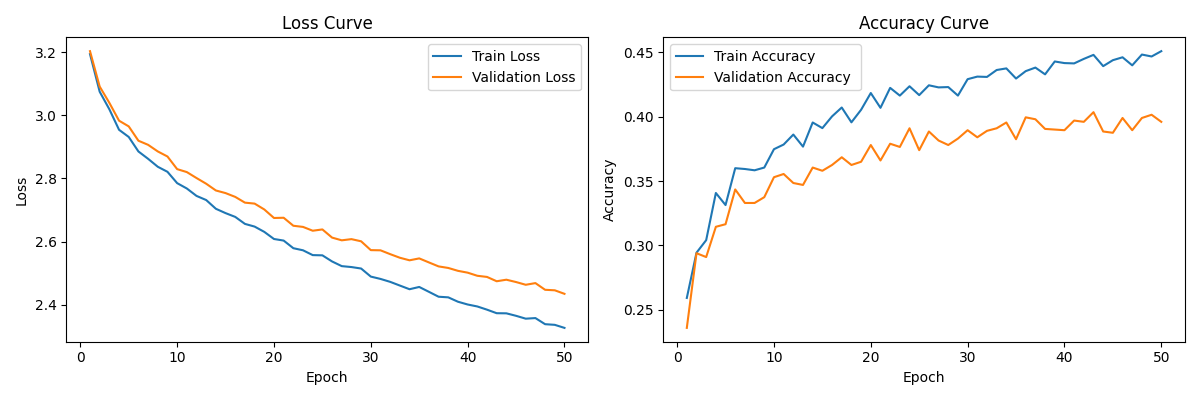 Loss Curve
Train Loss
Validation Loss
3.2
3.0
2.8
2.6
2.4
Loss
0
10
20
30
40
50
Epoch
Accuracy Curve
Train Accuracy
Validation Accuracy
0.45
0.40
0.35
0.30
0.25
Accuracy
0
10
20
30
40
50
Epoch